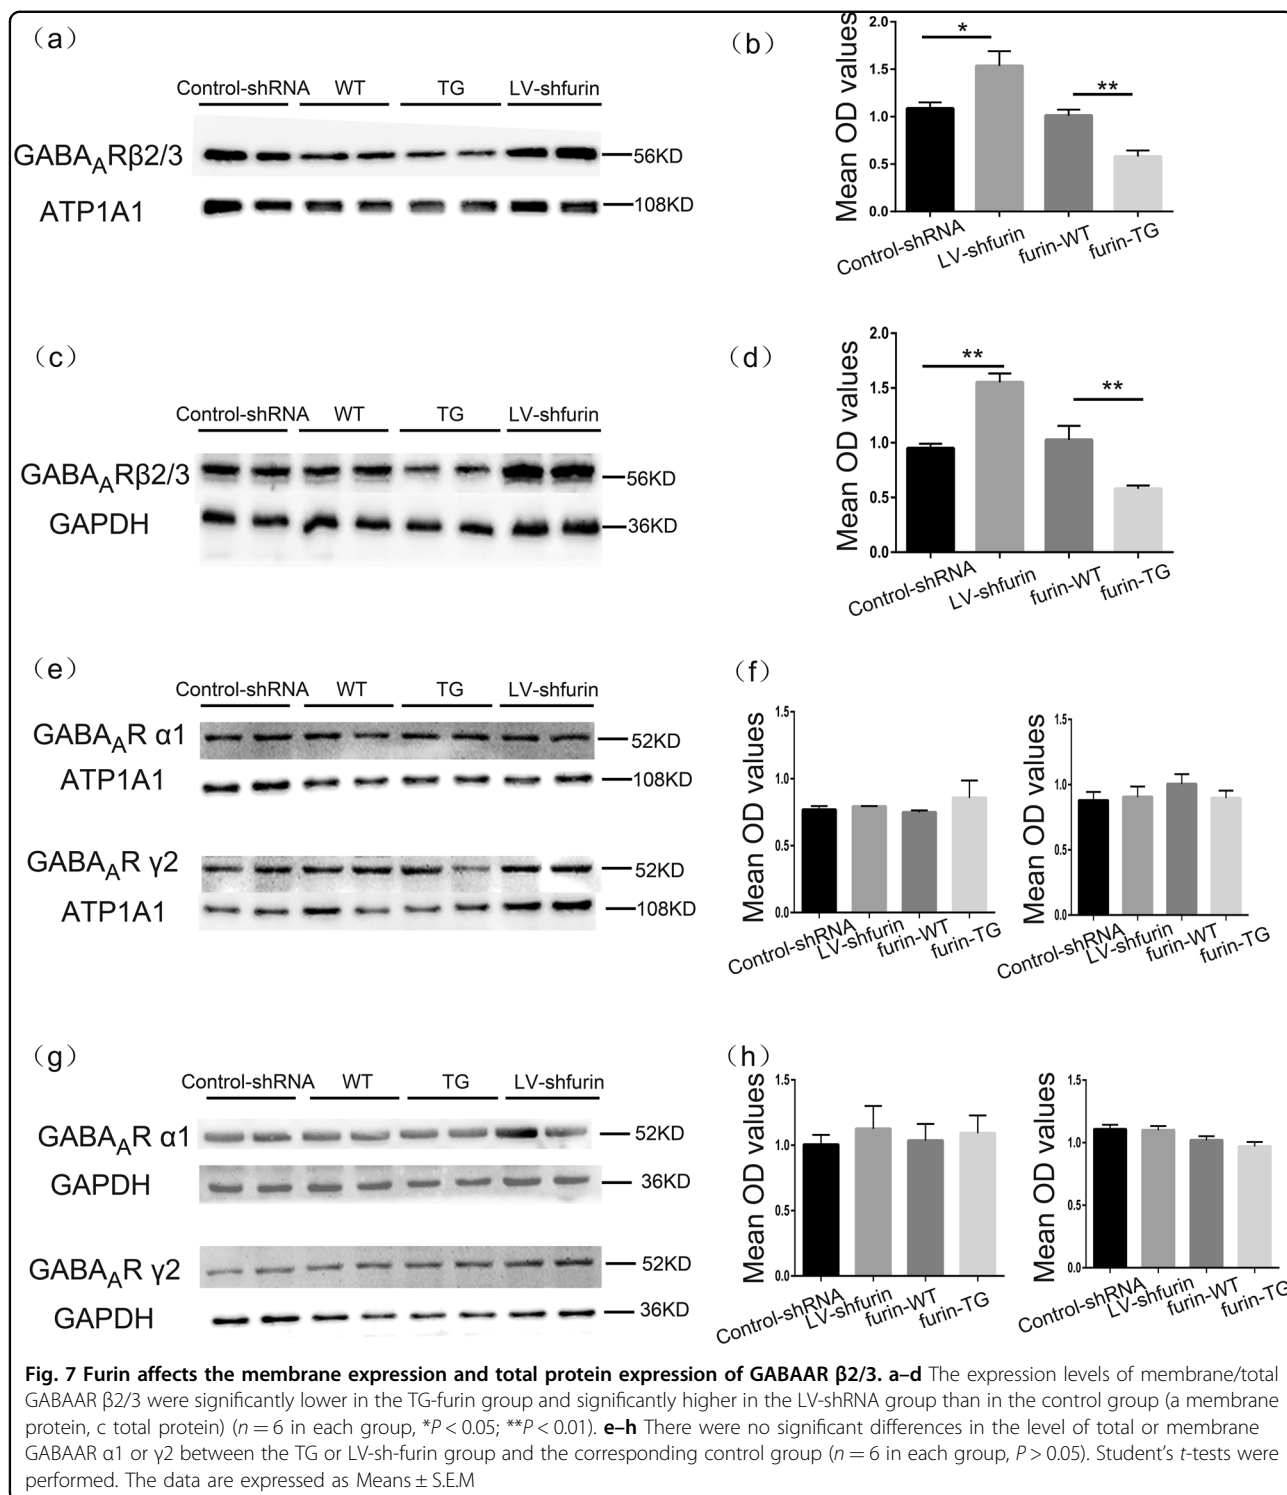 (a)
Control-shRNA WT TG LV-shfurin
GABAARβ2/3 56KD
ATP1A1 108KD
(b)
Mean OD values
2.0
1.5
1.0
0.5
0.0
*
**
Control-shRNA LV-shfurin furin-WT furin-TG
(c)
Control-shRNA WT TG LV-shfurin
GABAARβ2/3 56KD
GAPDH 36KD
(d)
Mean OD values
2.0
1.5
1.0
0.5
0.0
**
**
Control-shRNA LV-shfurin furin-WT furin-TG
(e)
Control-shRNA WT TG LV-shfurin
GABAAR α1 52KD
ATP1A1 108KD
GABAAR γ2 52KD
ATP1A1 108KD
(f)
Mean OD values
1.5
1.0
0.5
0.0
Control-shRNA LV-shfurin furin-WT furin-TG
Mean OD values
1.5
1.0
0.5
0.0
Control-shRNA LV-shfurin furin-WT furin-TG
(g)
Control-shRNA WT TG LV-shfurin
GABAAR α1 52KD
GAPDH 36KD
GABAAR γ2 52KD
GAPDH 36KD
(h)
Mean OD values
1.5
1.0
0.5
0.0
Control-shRNA LV-shfurin furin-WT furin-TG
Mean OD values
1.5
1.0
0.5
0.0
Control-shRNA LV-shfurin furin-WT furin-TG
Fig. 7 Furin affects the membrane expression and total protein expression of GABAAR β2/3. a–d The expression levels of membrane/total
GABAAR β2/3 were significantly lower in the TG-furin group and significantly higher in the LV-shRNA group than in the control group (a membrane
protein, c total protein) (n = 6 in each group, *P < 0.05; **P < 0.01). e–h There were no significant differences in the level of total or membrane
GABAAR α1 or γ2 between the TG or LV-sh-furin group and the corresponding control group (n = 6 in each group, P > 0.05). Student's t-tests were
performed. The data are expressed as Means ± S.E.M